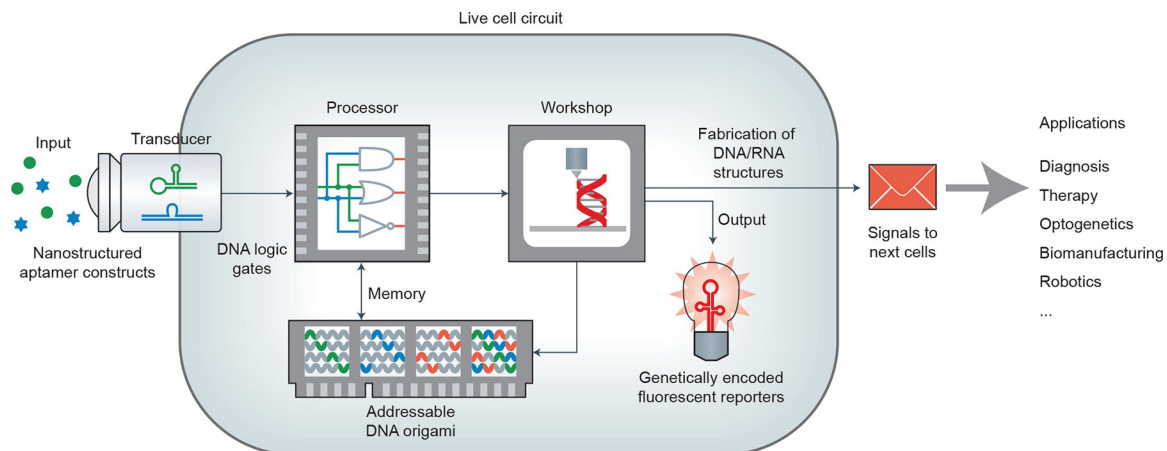 Live cell circuit
Input
Transducer
Nanostructured
aptamer constructs
Processor
DNA logic
gates
Memory
Addressable
DNA origami
Workshop
Fabrication of
DNA/RNA
structures
Output
Genetically encoded
fluorescent reporters
Signals to
next cells
Applications
Diagnosis
Therapy
Optogenetics
Biomanufacturing
Robotics
...